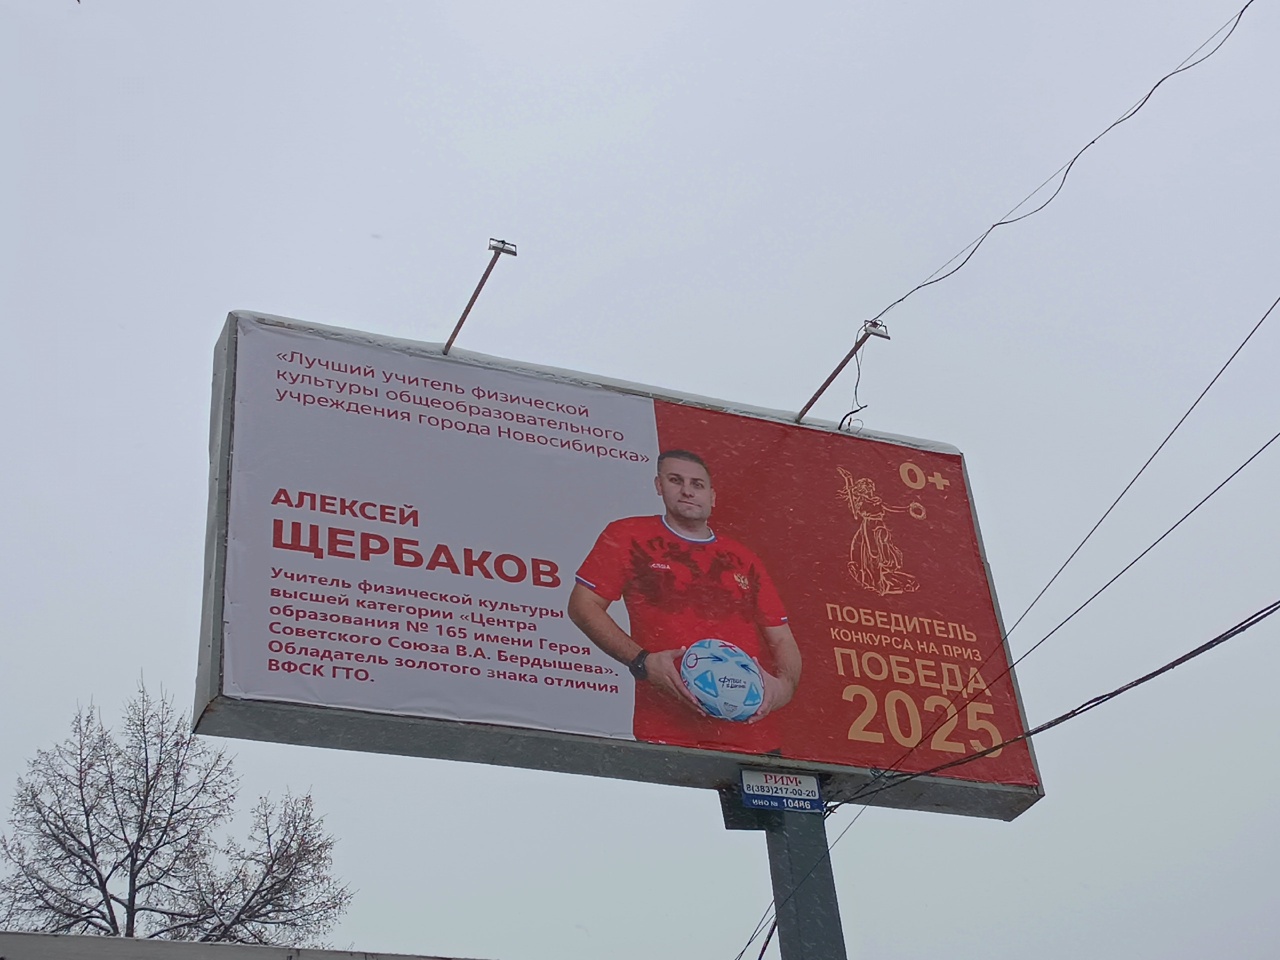 «Лучший учитель физической
культуры общеобразовательного
учреждения города Новосибирска»
АЛЕКСЕЙ
ЩЕРБАКОВ
Учитель физической культуры
высшей категории «Центра
образования № 165 имени Героя
Советского Союза В.А. Бердышева».
Обладатель золотого знака отличия
ВФСК ГТО.
0+
ПОБЕДИТЕЛЬ
КОНКУРСА НА ПРИЗ
ПОБЕДА
2025
РИМ
8(383)217-00-20
ИНО № 10486